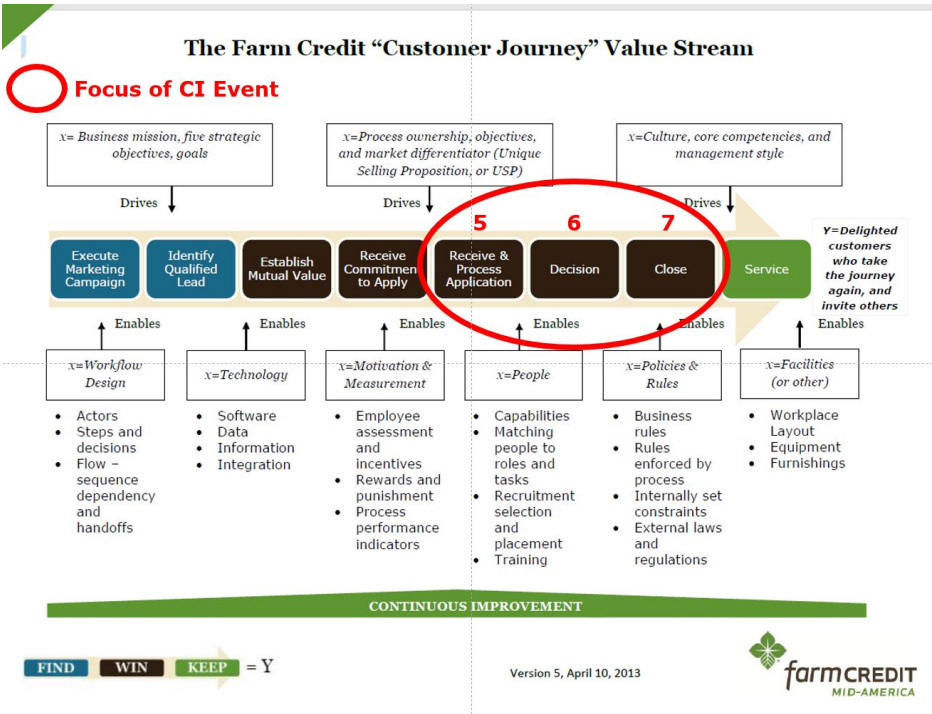 The Farm Credit “Customer Journey” Value Stream
Focus of CI Event
x= Business mission, five strategic
objectives, goals
x=Process ownership, objectives,
and market differentiator (Unique
Selling Proposition, or USP)
x=Culture, core competencies, and
management style
Drives
Drives
Drives
5
6
7
Execute
Marketing
Campaign
Identify
Qualified
Lead
Establish
Mutual Value
Receive
Commitmen
to Apply
Receive &
Process
Application
Decision
Close
Service
Y=Delighted
customers
who take
the journey
again, and
invite others
Enables
Enables
Enables
Enables
Enables
Enables
x=Workflow
Design
x=Technology
x=Motivation &
Measurement
x=People
x=Policies &
Rules
x=Facilities
(or other)
• Actors
• Steps and
decisions
• Flow –
sequence
dependency
and
handoffs
• Software
• Data
• Information
• Integration
• Employee
assessment
and
incentives
• Rewards and
punishment
• Process
performance
indicators
• Capabilities
• Matching
people to
roles and
tasks
• Recruitment
selection
and
placement
• Training
• Business
rules
• Rules
enforced by
process
• Internally set
constraints
• External laws
and
regulations
• Workplace
Layout
• Equipment
• Furnishings
CONTINUOUS IMPROVEMENT
FIND WIN KEEP = Y
Version 5, April 10, 2013
farmCREDIT
MID-AMERICA